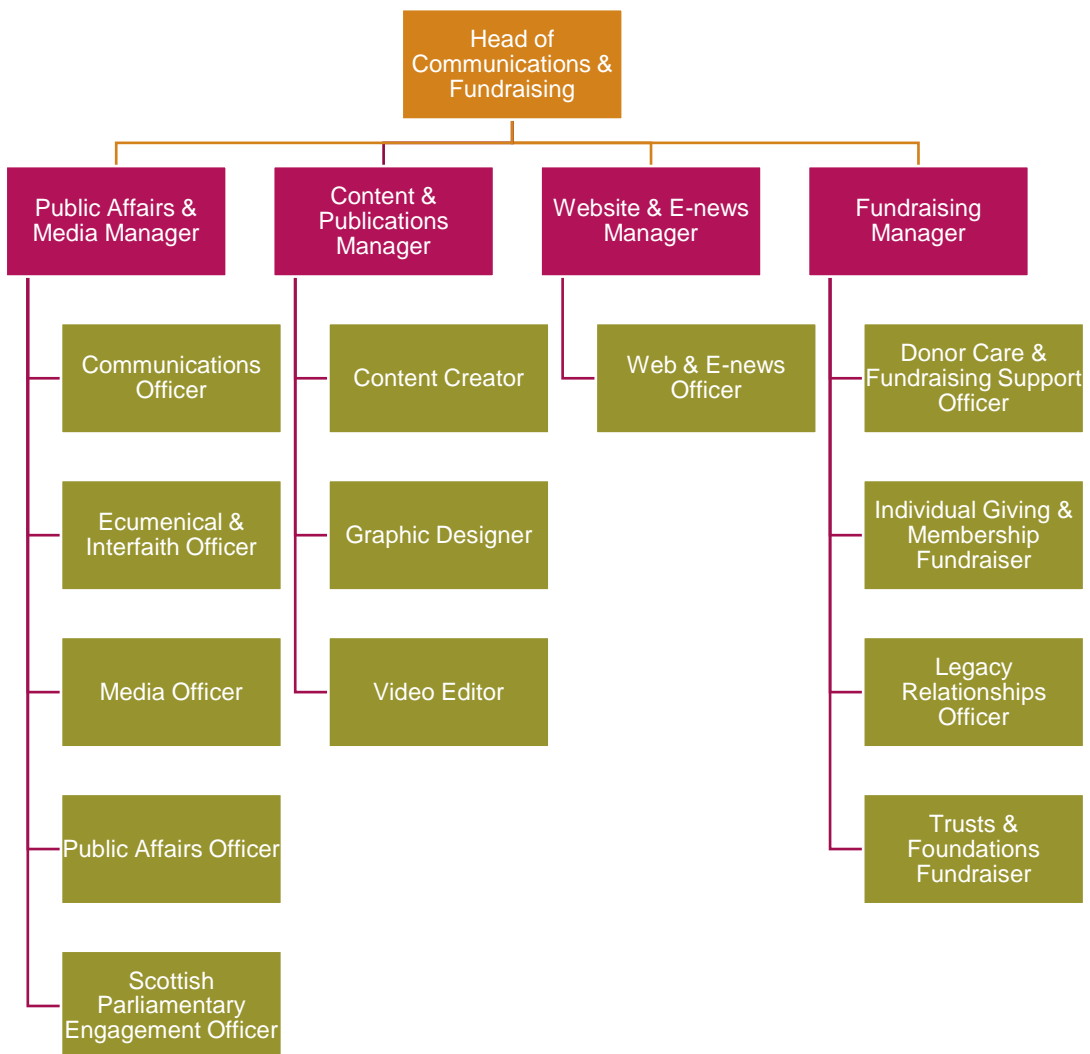 Head of
Communications &
Fundraising
Public Affairs &
Media Manager
Content &
Publications
Manager
Website & E-news
Manager
Fundraising
Manager
Communications
Officer
Ecumenical &
Interfaith Officer
Media Officer
Public Affairs Officer
Scottish
Parliamentary
Engagement Officer
Content Creator
Graphic Designer
Video Editor
Web & E-news
Officer
Donor Care &
Fundraising Support
Officer
Individual Giving &
Membership
Fundraiser
Legacy
Relationships
Officer
Trusts &
Foundations
Fundraiser